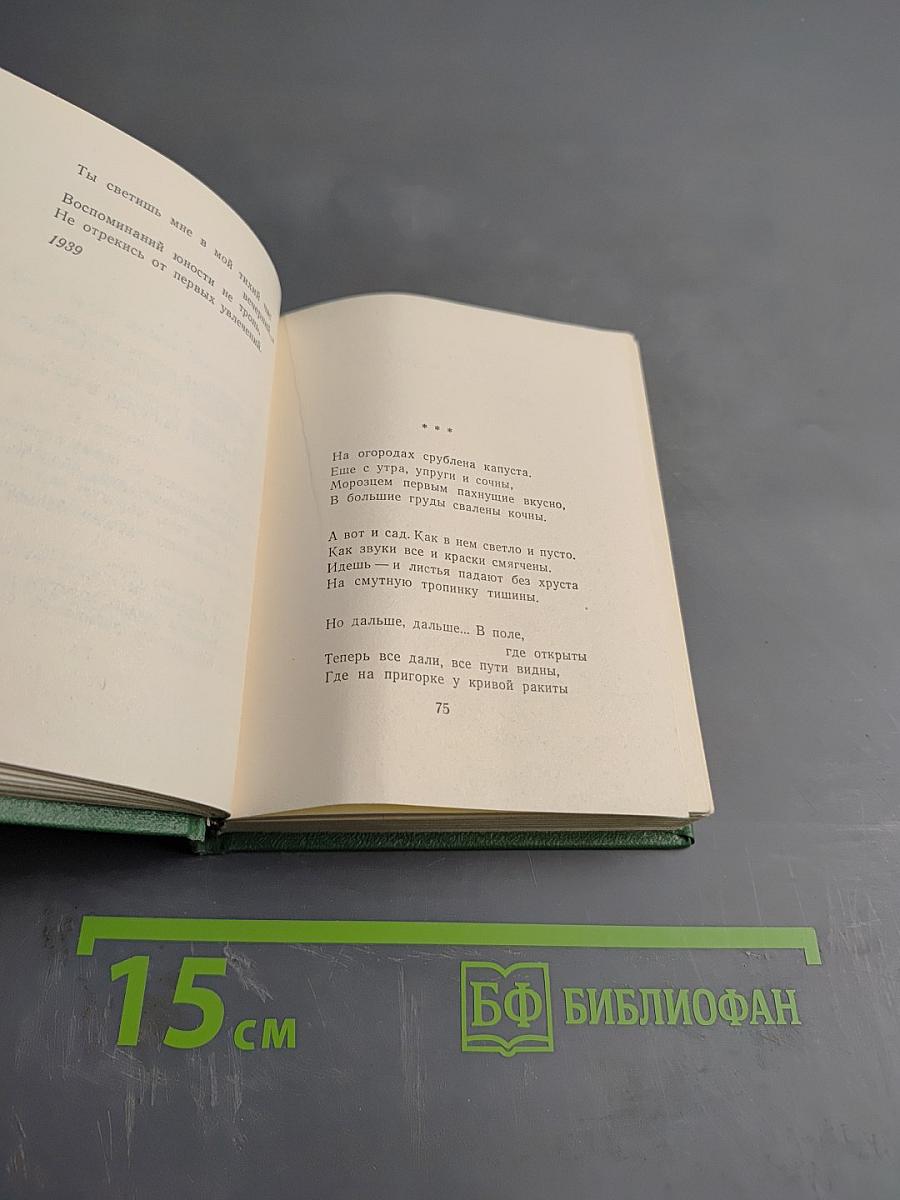 Ты светишь мне в мой тихий час
вечерний...
Воспоминаний юности не тронь,
Не отрекись от первых увлечений.
1939
* * *
На огородах срублена капуста.
Еще с утра, упруги и сочны,
Морозцем первым пахнущие вкусно,
В большие груды свалены кочны.
А вот и сад. Как в нем светло и пусто.
Как звуки все и краски смягчены.
Идешь — и листья падают без хруста
На смутную тропинку тишины.
Но дальше, дальше... В поле,
где открыты
Теперь все дали, все пути видны,
Где на пригорке у кривой ракиты
75
15 см
БФ БИБЛИОФАН